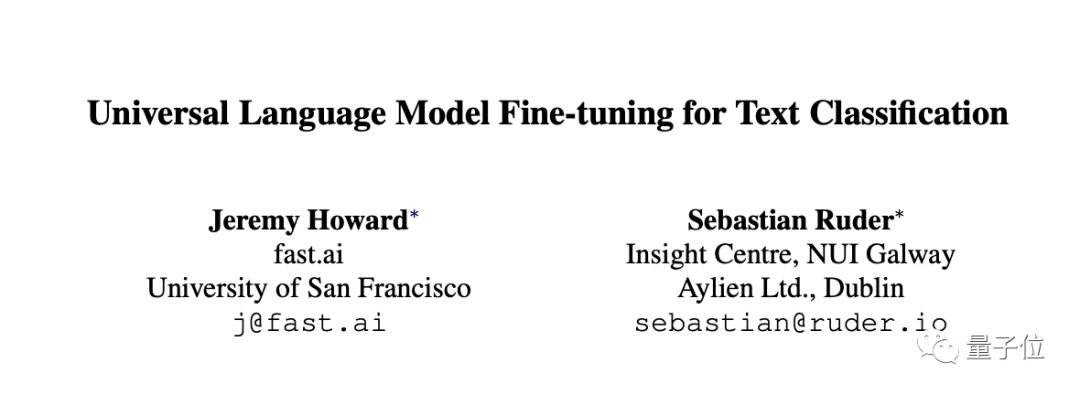 Universal Language Model Fine-tuning for Text Classification
Jeremy Howard*
fast.ai
University of San Francisco
j@fast.ai
Sebastian Ruder*
Insight Centre, NUI Galway
Aylien Ltd., Dublin
sebastian@ruder.io
量子位